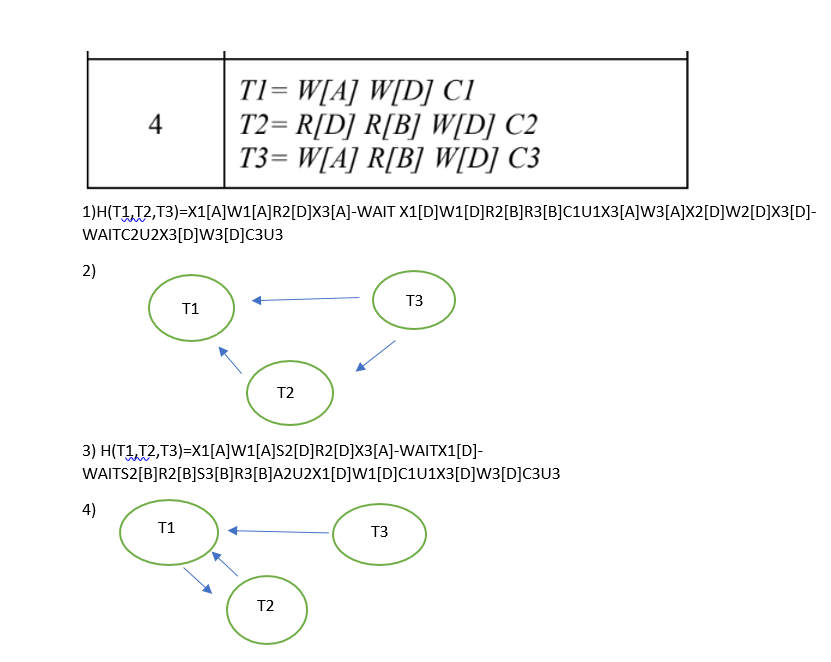 4
T1= W[A] W[D] C1
T2= R[D] R[B] W[D] C2
T3= W[A] R[B] W[D] C3
1)H(T1,T2,T3)=X1[A]W1[A]R2[D]X3[A]-WAIT X1[D]W1[D]R2[B]R3[B]C1U1X3[A]W3[A]X2[D]W2[D]X3[D]-
WAITC2U2X3[D]W3[D]C3U3
2)
T1
T3
T2
3) H(T1,T2,T3)=X1[A]W1[A]S2[D]R2[D]X3[A]-WAITX1[D]-
WAITS2[B]R2[B]S3[B]R3[B]A2U2X1[D]W1[D]C1U1X3[D]W3[D]C3U3
4)
T1
T3
T2